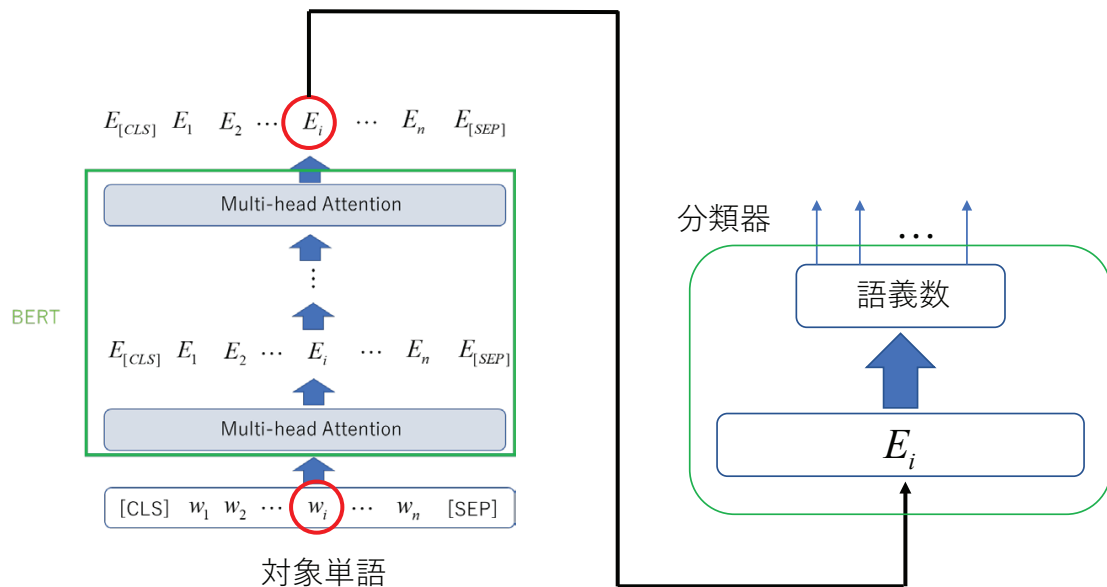 E[CLS] E1 E2 … Ei … En E[SEP]
Multi-head Attention
⋮
BERT
E[CLS] E1 E2 … Ei … En E[SEP]
Multi-head Attention
[CLS] w1 w2 … wi … wn [SEP]
対象単語
分類器
…
語義数
Ei